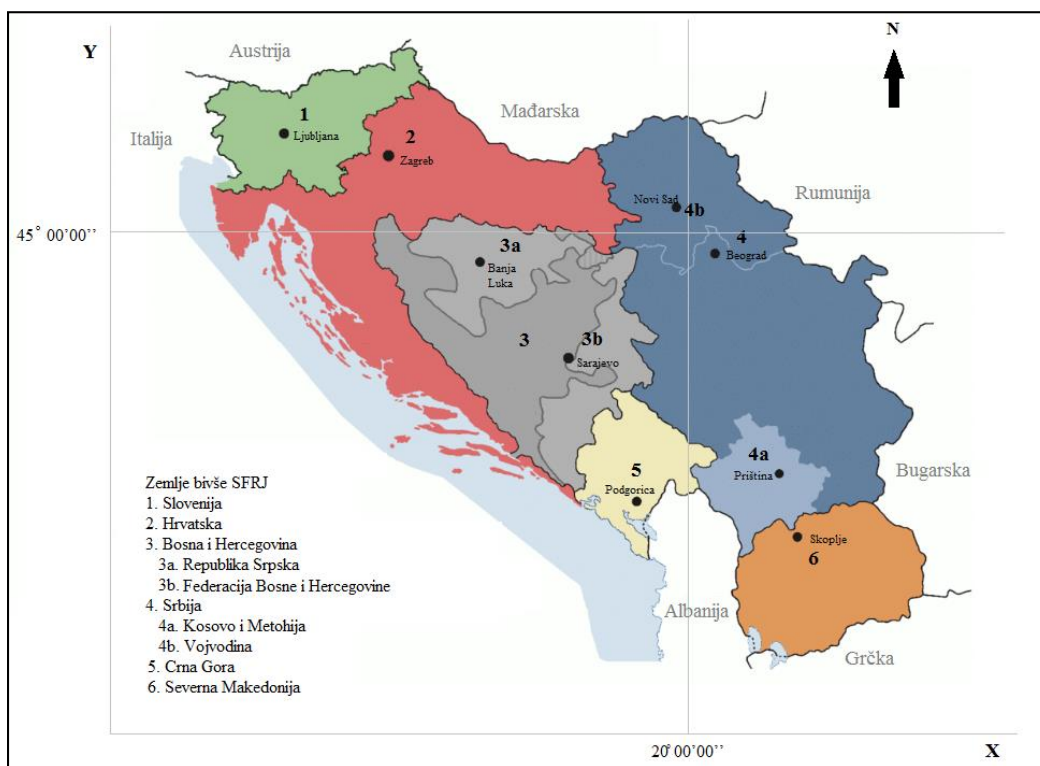 Y
N
Austrija
Mađarska
Italija
Rumunija
1
Ljubljana
2
Zagreb
Novi Sad
4b
45° 00’00’’
4
Beograd
3a
Banja
Luka
3
3b
Sarajevo
Bugarska
4a
Priština
5
Podgorica
Skoplje
6
Albanija
Grčka
Zemlje bivše SFRJ
1. Slovenija
2. Hrvatska
3. Bosna i Hercegovina
3a. Republika Srpska
3b. Federacija Bosne i Hercegovine
4. Srbija
4a. Kosovo i Metohija
4b. Vojvodina
5. Crna Gora
6. Severna Makedonija
20°00’00’’
X